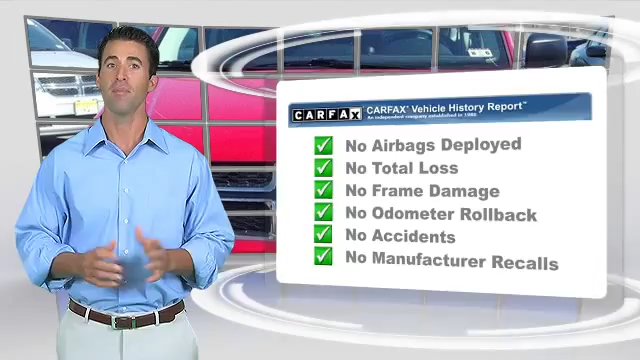 CARFAX
CARFAX® Vehicle History Report™
An independent company established in 1986
No Airbags Deployed
No Total Loss
No Frame Damage
No Odometer Rollback
No Accidents
No Manufacturer Recalls